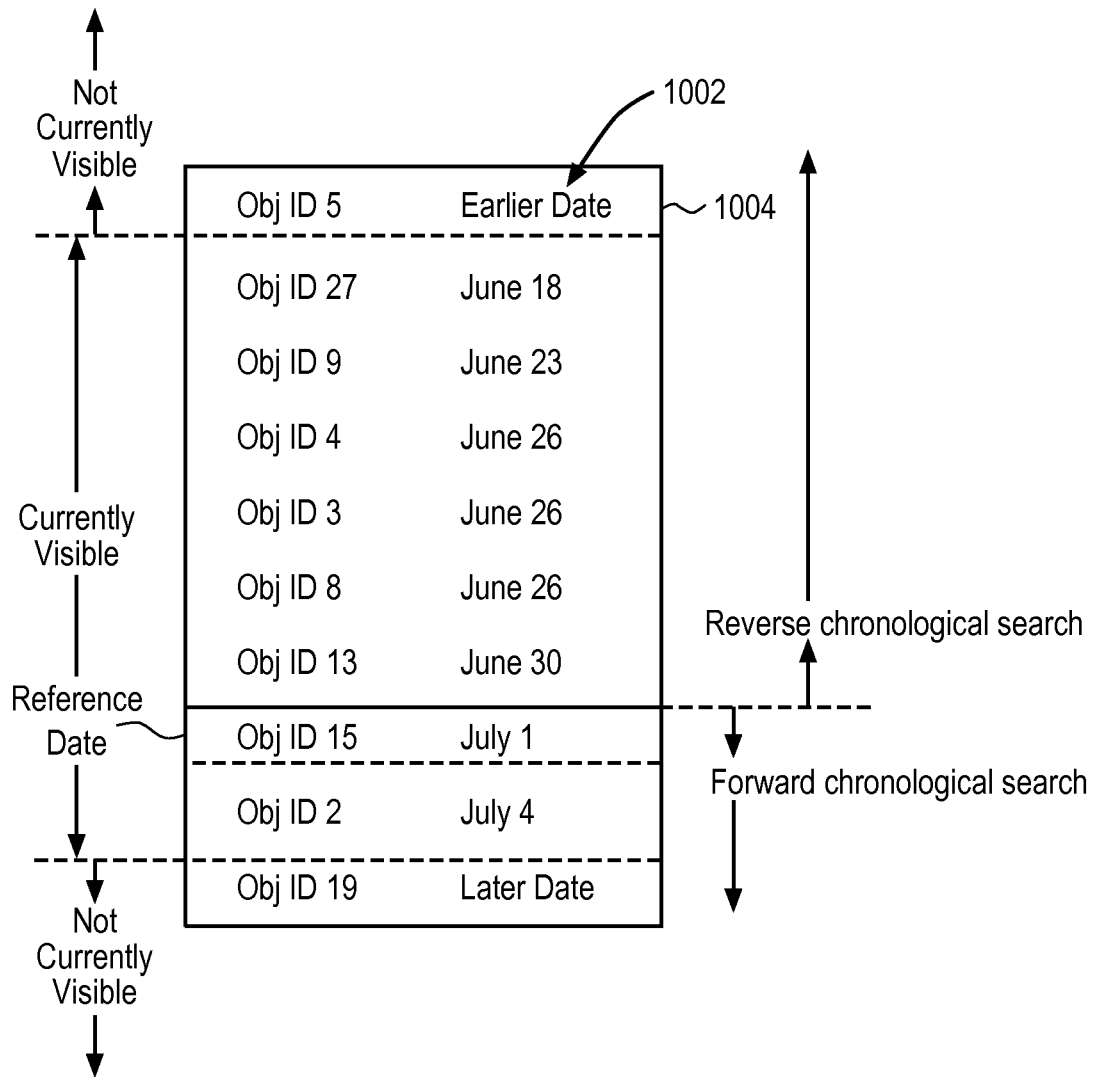 Not
Currently
Visible
1002
Obj ID 5 Earlier Date
1004
Obj ID 27 June 18
Obj ID 9 June 23
Obj ID 4 June 26
Obj ID 3 June 26
Currently
Visible
Obj ID 8 June 26
Reverse chronological search
Obj ID 13 June 30
Reference
Date
Obj ID 15 July 1
Forward chronological search
Obj ID 2 July 4
Obj ID 19 Later Date
Not
Currently
Visible